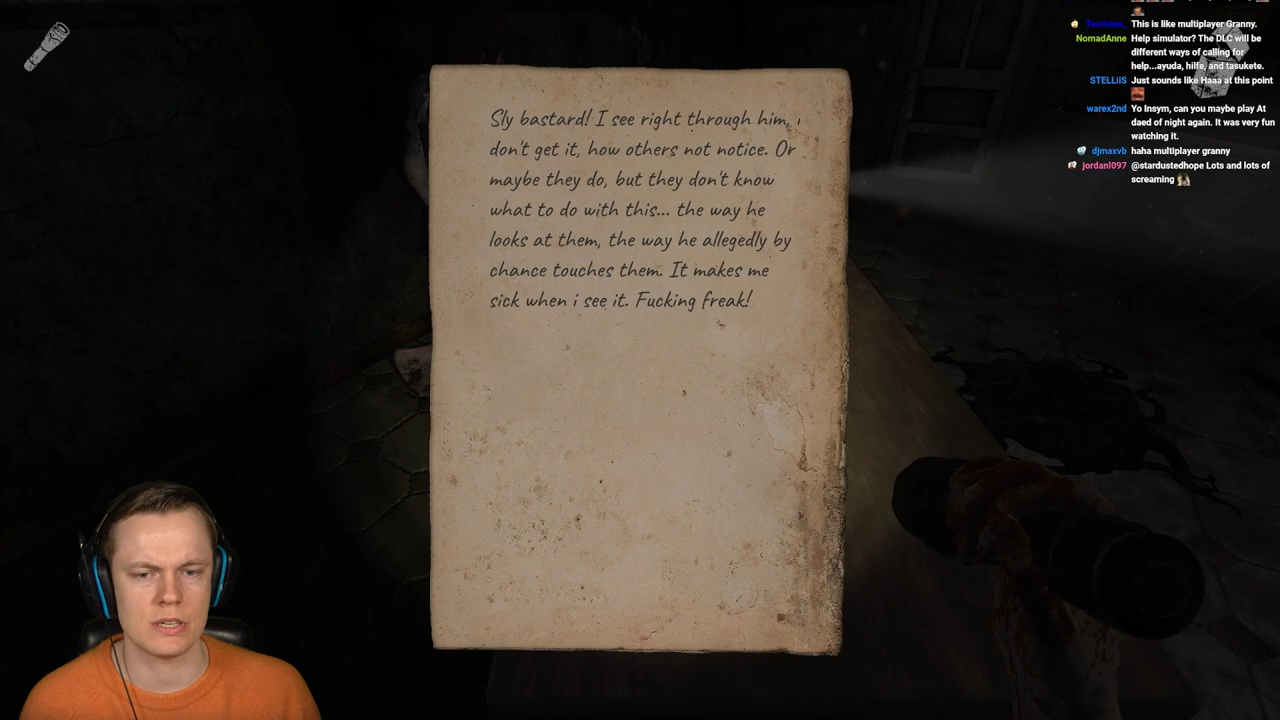 Sly bastard! I see right through him, i
don't get it, how others not notice. Or
maybe they do, but they don't know
what to do with this... the way he
looks at them, the way he allegedly by
chance touches them. It makes me
sick when i see it. Fucking freak!
Tarcisius_ This is like multiplayer Granny.
NomadAnne Help simulator? The DLC will be
different ways of calling for
help...ayuda, hilfe, and tasukete.
STELLiiS Just sounds like Haaa at this point
warex2nd Yo Insym, can you maybe play At
daed of night again. It was very fun
watching it.
djmaxvb haha multiplayer granny
jordanl097 @stardustedhope Lots and lots of
screaming